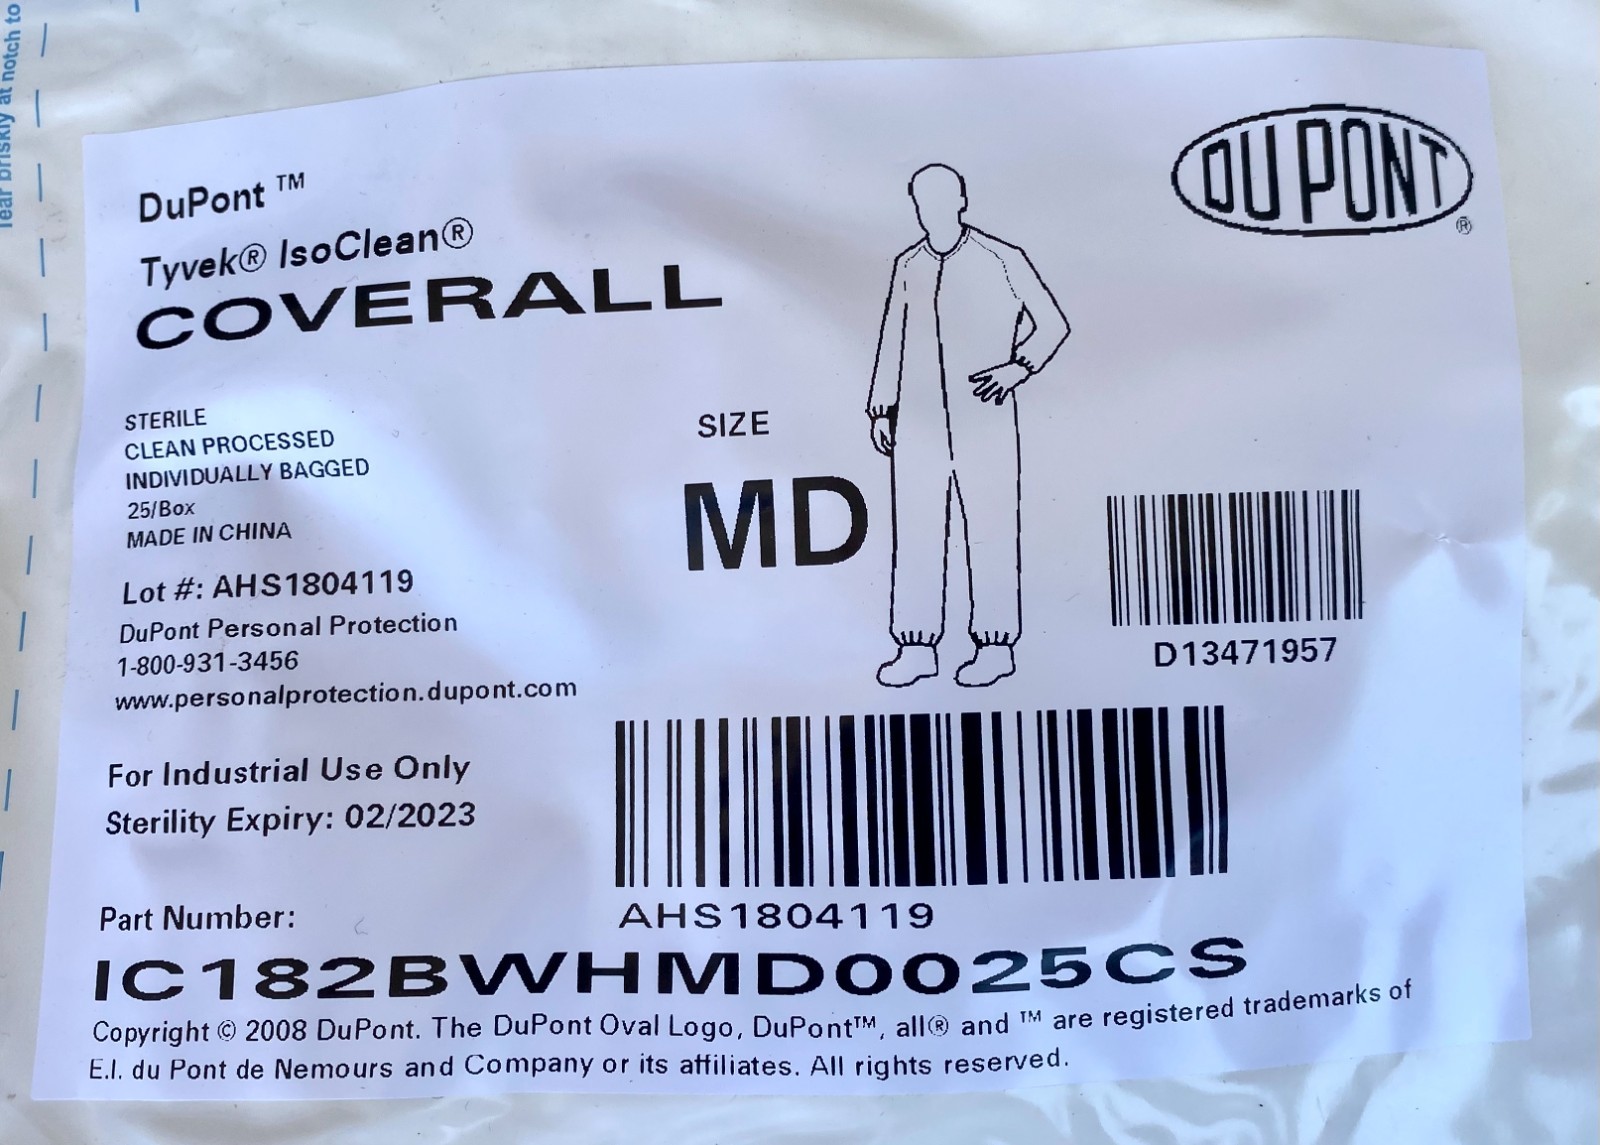 Tear briskly at notch to
DU PONT®
DuPont ™
Tyvek® IsoClean®
COVERALL
STERILE
CLEAN PROCESSED
INDIVIDUALLY BAGGED
25/Box
MADE IN CHINA
SIZE
MD
Lot #: AHS1804119
DuPont Personal Protection
1-800-931-3456
www.personalprotection.dupont.com
D13471957
For Industrial Use Only
Sterility Expiry: 02/2023
AHS1804119
Part Number:
IC182BWHMD0025CS
Copyright © 2008 DuPont. The DuPont Oval Logo, DuPont™, all® and ™ are registered trademarks of
E.I. du Pont de Nemours and Company or its affiliates. All rights reserved.